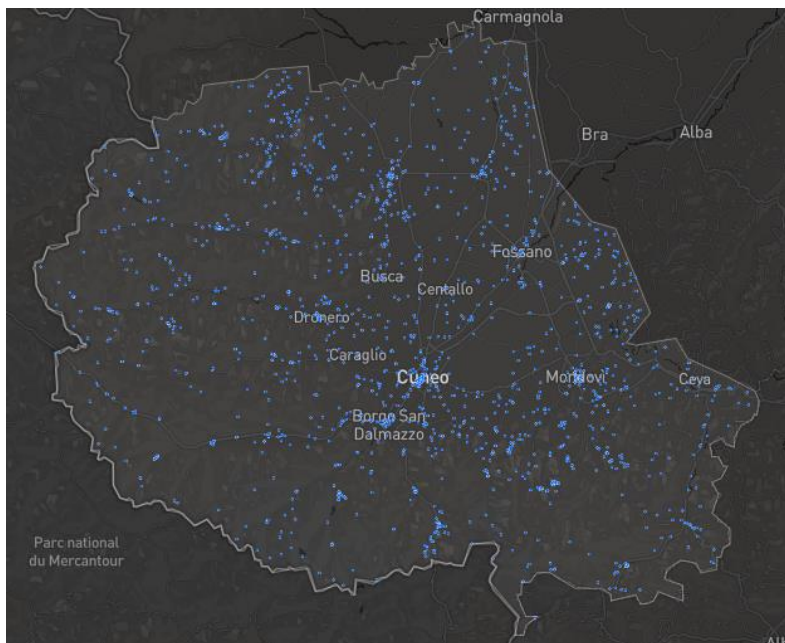 Carmagnola
Bra
Alba
Fossano
Busca
Centallo
Dronero
Caraglio
Cuneo
Mondovì
Ceva
Borgo San
Dalmazzo
Parc national
du Mercantour